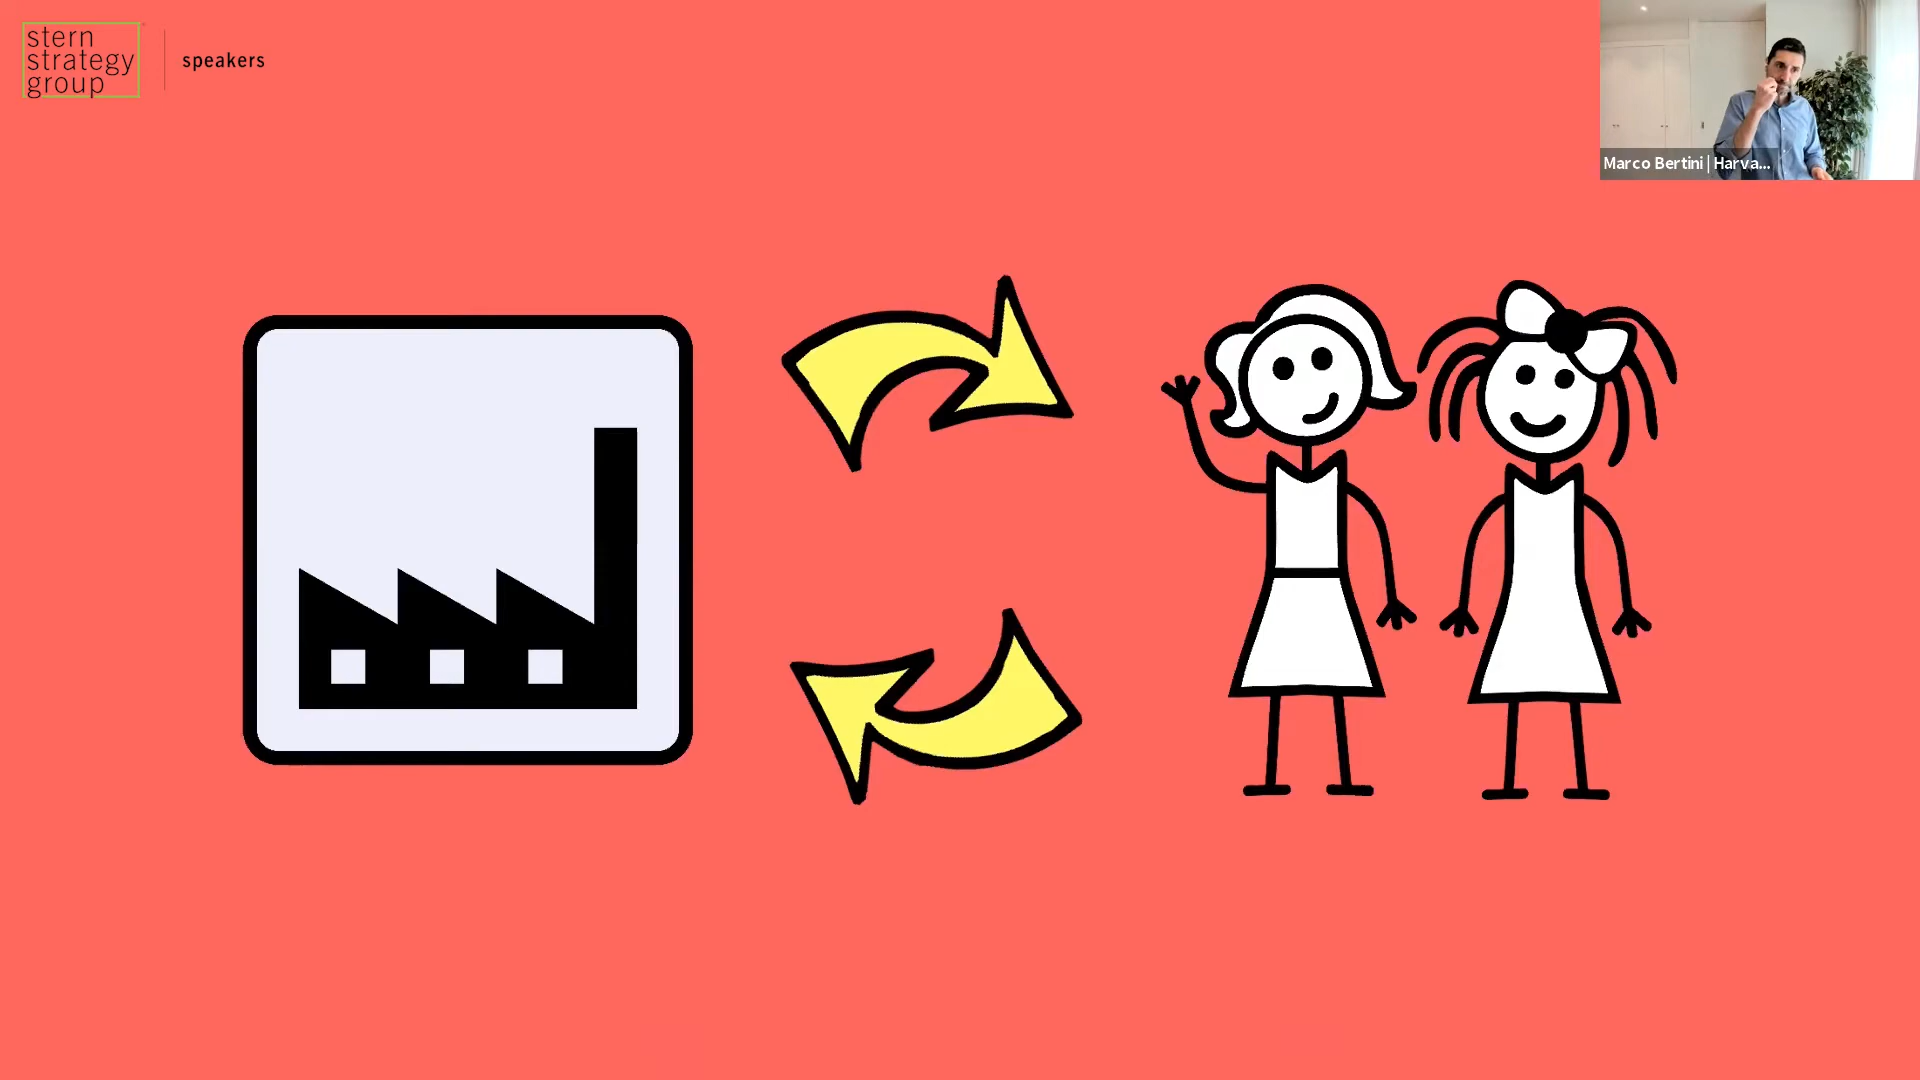 stern
strategy
group
speakers
Marco Bertini | Harva...